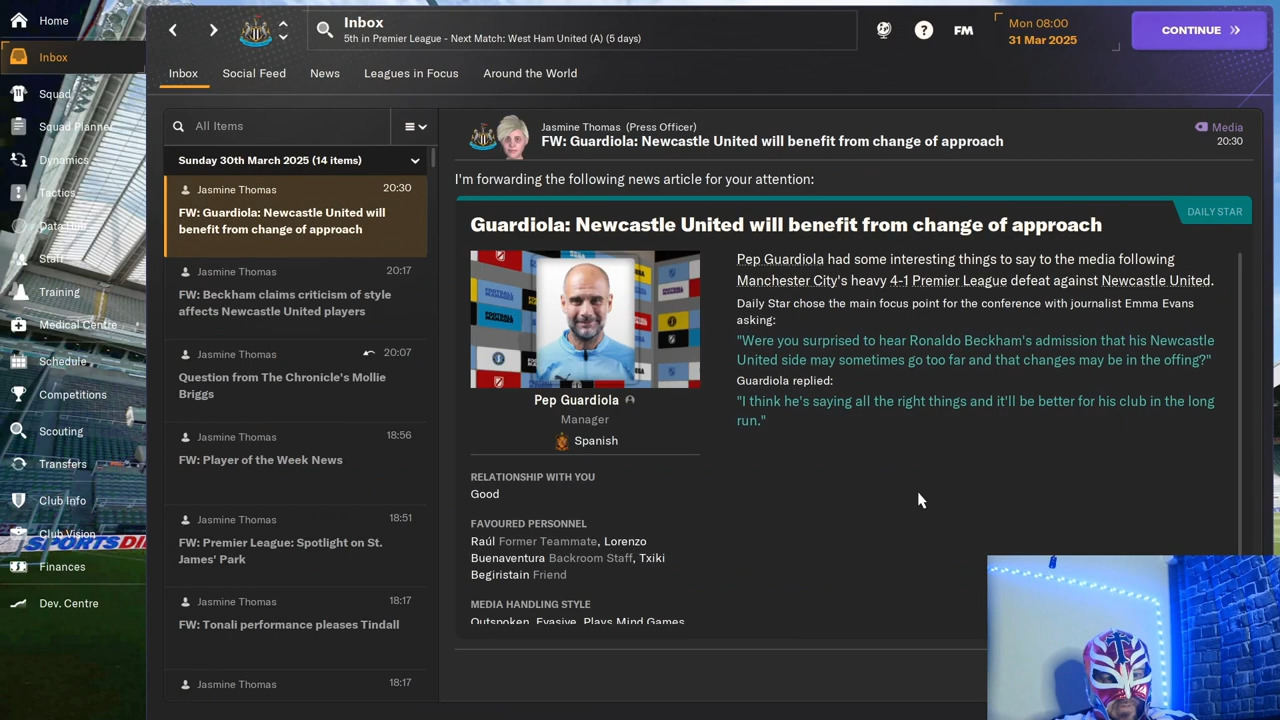 Home
Inbox
Squad
Squad Planner
Dynamics
Tactics
Data Hub
Staff
Training
Medical Centre
Schedule
Competitions
Scouting
Transfers
Club Info
Club Vision
SPORTS DI
Finances
Dev. Centre
Inbox
5th in Premier League - Next Match: West Ham United (A) (5 days)
?
FM
Mon 08:00
31 Mar 2025
CONTINUE
Inbox
Social Feed
News
Leagues in Focus
Around the World
All Items
Sunday 30th March 2025 (14 items)
Jasmine Thomas 20:30
FW: Guardiola: Newcastle United will
benefit from change of approach
Jasmine Thomas 20:17
FW: Beckham claims criticism of style
affects Newcastle United players
Jasmine Thomas 20:07
Question from The Chronicle's Mollie
Briggs
Jasmine Thomas 18:56
FW: Player of the Week News
Jasmine Thomas 18:51
FW: Premier League: Spotlight on St.
James' Park
Jasmine Thomas 18:17
FW: Tonali performance pleases Tindall
Jasmine Thomas 18:17
Jasmine Thomas (Press Officer)
FW: Guardiola: Newcastle United will benefit from change of approach
Media
20:30
I'm forwarding the following news article for your attention:
DAILY STAR
Guardiola: Newcastle United will benefit from change of approach
Pep Guardiola
Manager
Spanish
RELATIONSHIP WITH YOU
Good
FAVOURED PERSONNEL
Raúl Former Teammate, Lorenzo
Buenaventura Backroom Staff, Txiki
Begiristain Friend
MEDIA HANDLING STYLE
Outspoken, Evasive, Plays Mind Games
Pep Guardiola had some interesting things to say to the media following
Manchester City's heavy 4-1 Premier League defeat against Newcastle United.
Daily Star chose the main focus point for the conference with journalist Emma Evans
asking:
"Were you surprised to hear Ronaldo Beckham's admission that his Newcastle
United side may sometimes go too far and that changes may be in the offing?"
Guardiola replied:
"I think he's saying all the right things and it'll be better for his club in the long
run."